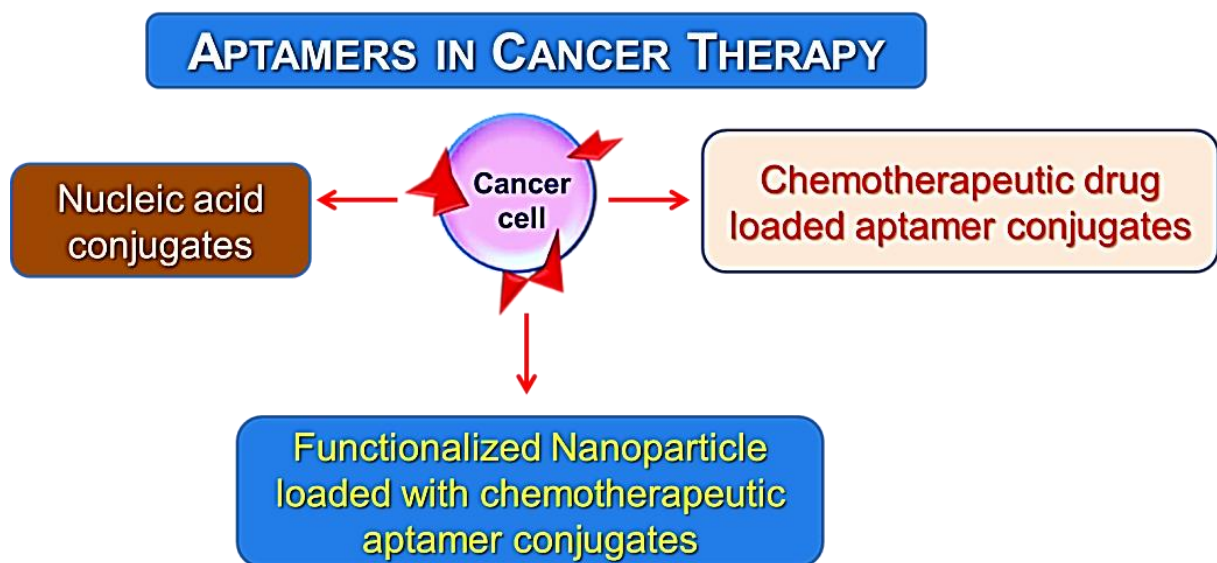 APTAMERS IN CANCER THERAPY
Nucleic acid
conjugates
Cancer
cell
Chemotherapeutic drug
loaded aptamer conjugates
Functionalized Nanoparticle
loaded with chemotherapeutic
aptamer conjugates